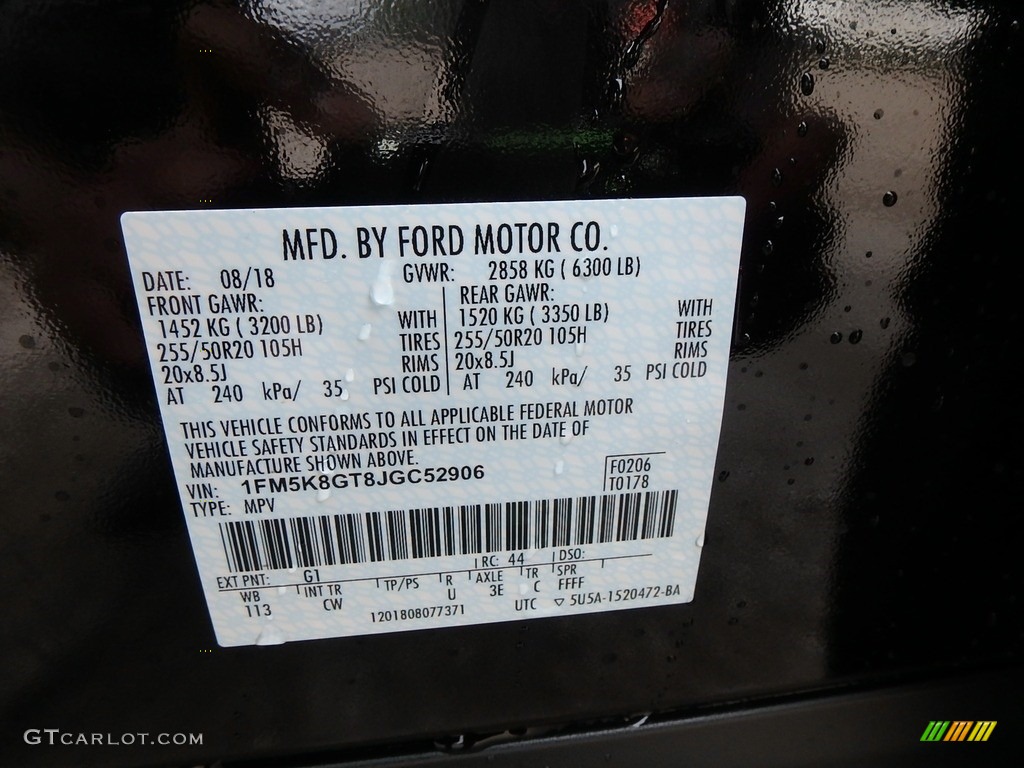 MFD. BY FORD MOTOR CO.
DATE: 08/18 GVWR: 2858 KG ( 6300 LB)
FRONT GAWR: REAR GAWR:
1452 KG ( 3200 LB) WITH 1520 KG ( 3350 LB) WITH
255/50R20 105H TIRES 255/50R20 105H TIRES
20x8.5J RIMS 20x8.5J RIMS
AT 240 kPa/ 35 PSI COLD AT 240 kPa/ 35 PSI COLD
THIS VEHICLE CONFORMS TO ALL APPLICABLE FEDERAL MOTOR
VEHICLE SAFETY STANDARDS IN EFFECT ON THE DATE OF
MANUFACTURE SHOWN ABOVE.
VIN: 1FM5K8GT8JGC52906 F0206
TYPE: MPV T0178
EXT PNT: G1 RC: 44 DSO:
WB INT TR TP/PS R AXLE TR SPR
113 CW U 3E C FFFF
1201808077371 UTC ▽ 5U5A-1520472-BA
GTCARLOT.COM